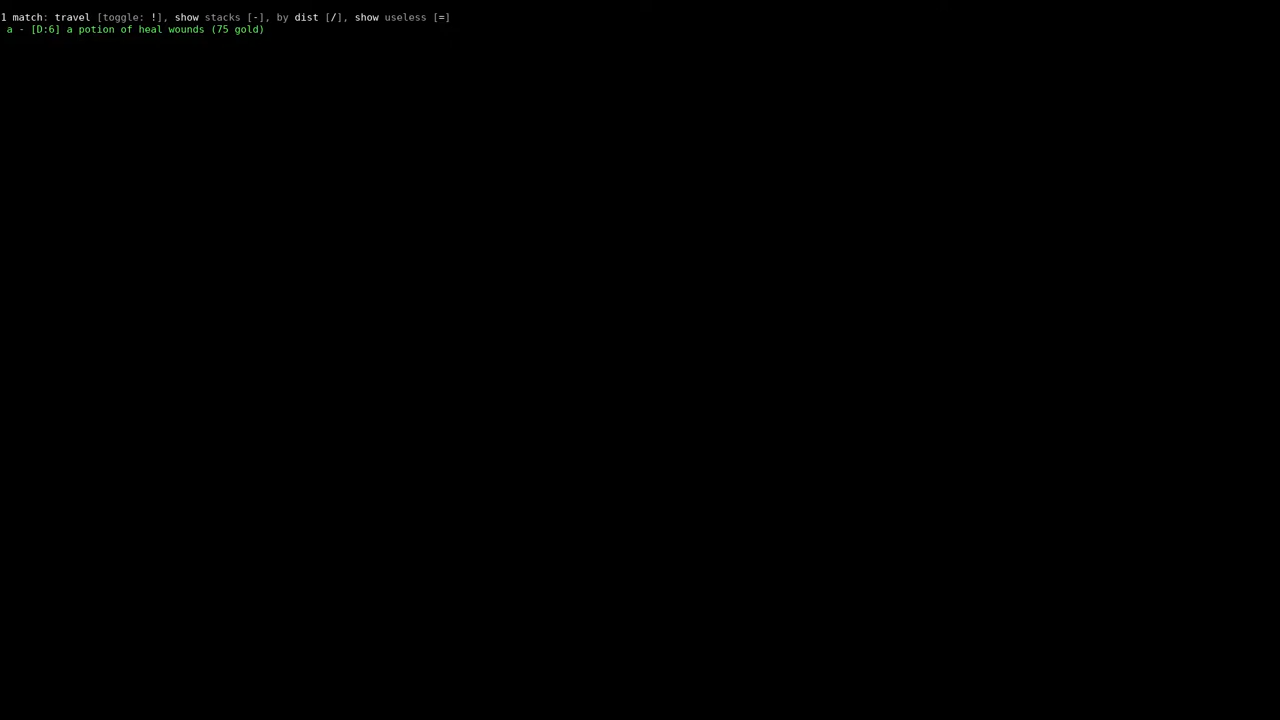 1 match: travel [toggle: !], show stacks [-], by dist [/], show useless [=]
a - [D:6] a potion of heal wounds (75 gold)